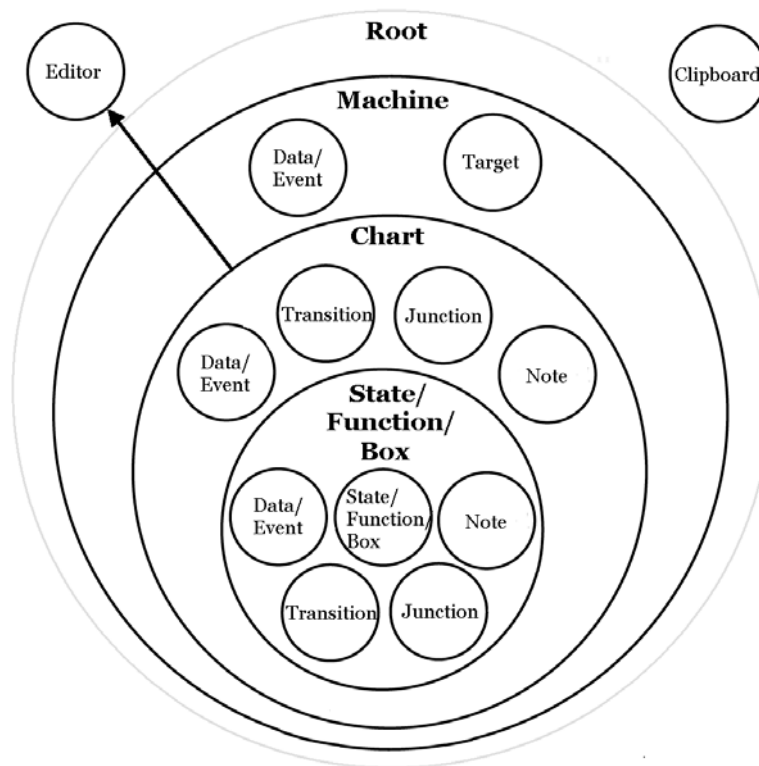 Root
Editor
Clipboard
Machine
Data/
Event
Target
Chart
Transition
Junction
Data/
Event
Note
State/
Function/
Box
Data/
Event
State/
Function/
Box
Note
Transition
Junction